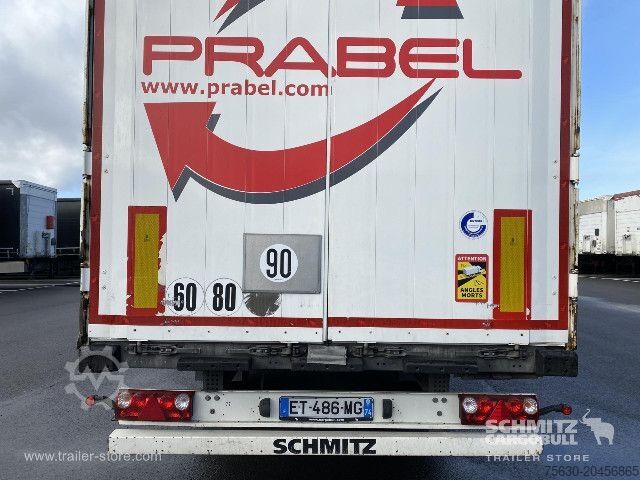 PRABEL
www.prabel.com
90
60 80
ATTENTION
ANGLES
MORTS
ET-486-MG
74
SCHMITZ
www.trailer-store.com
SCHMITZ
CARGOBULL
TRAILER STORE
75630-20456865